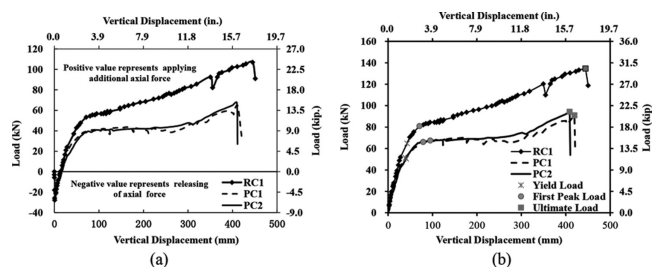 Vertical Displacement (in.)
0.0 3.9 7.9 11.8 15.7 19.7
(a)
120 27.0
100 22.5
80 18.0
60 13.5
40 9.0
20 4.5
0 0.0
-20 -4.5
-40 -9.0
Load (kN)
Load (kip.)
Positive value represents applying
additional axial force
Negative value represents releasing
of axial force
RC1
PC1
PC2
0 100 200 300 400 500
Vertical Displacement (mm)
(a)
Vertical Displacement (in.)
0.0 3.9 7.9 11.8 15.7 19.7
(b)
160 36.0
140 31.5
120 27.0
100 22.5
80 18.0
60 13.5
40 9.0
20 4.5
0 0.0
Load (kN)
Load (kip.)
RC1
PC1
PC2
Yield Load
First Peak Load
Ultimate Load
0 100 200 300 400 500
Vertical Displacement (mm)
(b)